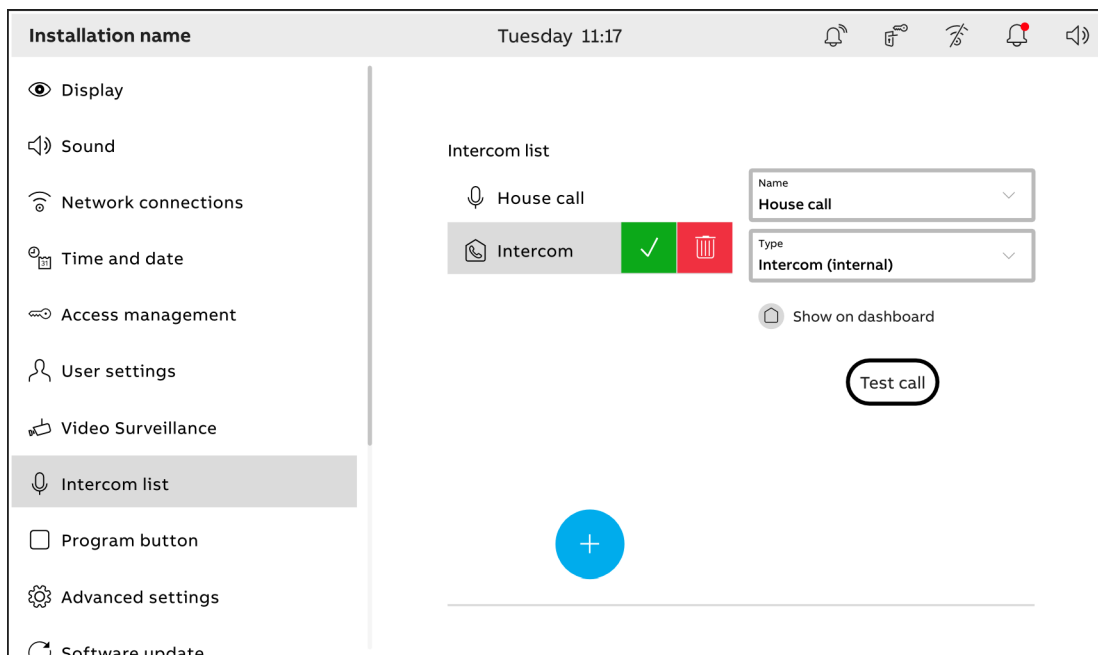 Installation name
Tuesday 11:17
Display
Sound
Network connections
31
Time and date
Access management
User settings
Video Surveillance
Intercom list
Program button
Advanced settings
Software update
Intercom list
House call
Intercom
Name
House call
Type
Intercom (internal)
Show on dashboard
Test call